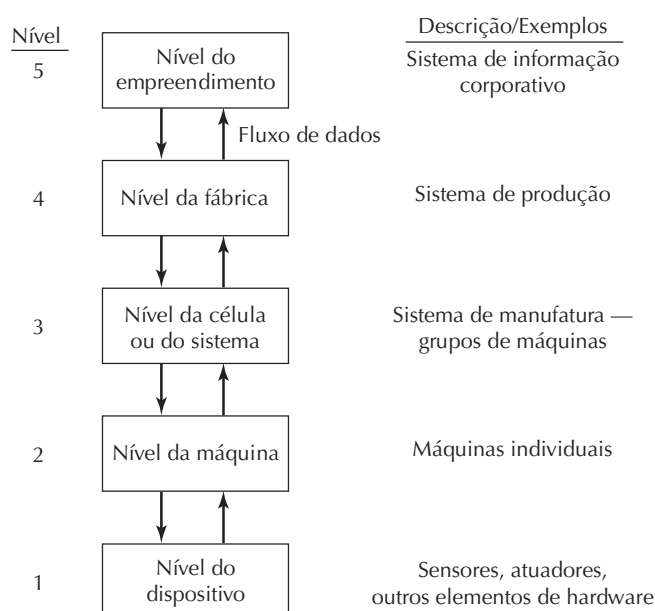 Nível
Descrição/Exemplos
5
Nível do
empreendimento
Sistema de informação
corporativo
Fluxo de dados
4
Nível da fábrica
Sistema de produção
3
Nível da célula
ou do sistema
Sistema de manufatura —
grupos de máquinas
2
Nível da máquina
Máquinas individuais
1
Nível do
dispositivo
Sensores, atuadores,
outros elementos de hardware